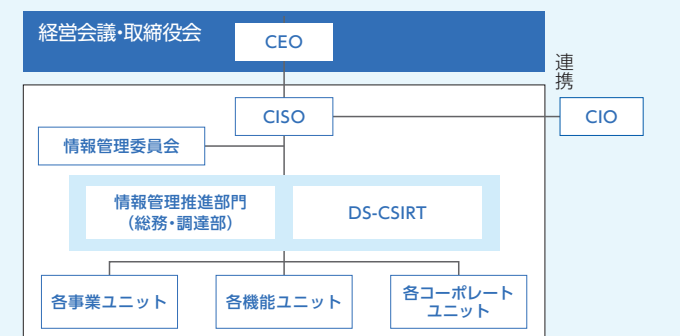 経営会議・取締役会
CEO
連携
CISO
CIO
情報管理委員会
情報管理推進部門
（総務・調達部）
DS-CSIRT
各事業ユニット
各機能ユニット
各コーポレート
ユニット